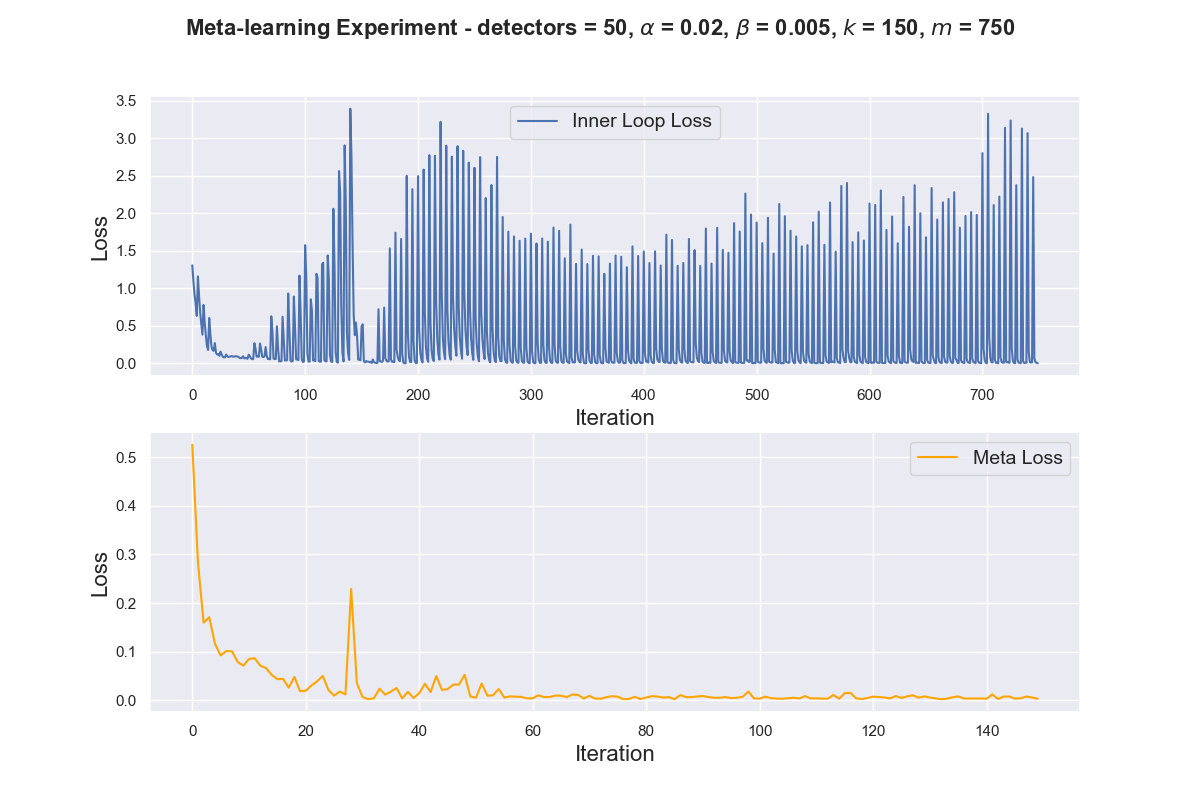 Meta-learning Experiment - detectors = 50, α = 0.02, β = 0.005, k = 150, m = 750
Inner Loop Loss
Loss
3.5
3.0
2.5
2.0
1.5
1.0
0.5
0.0
0 100 200 300 400 500 600 700
Iteration
Meta Loss
Loss
0.5
0.4
0.3
0.2
0.1
0.0
0 20 40 60 80 100 120 140
Iteration